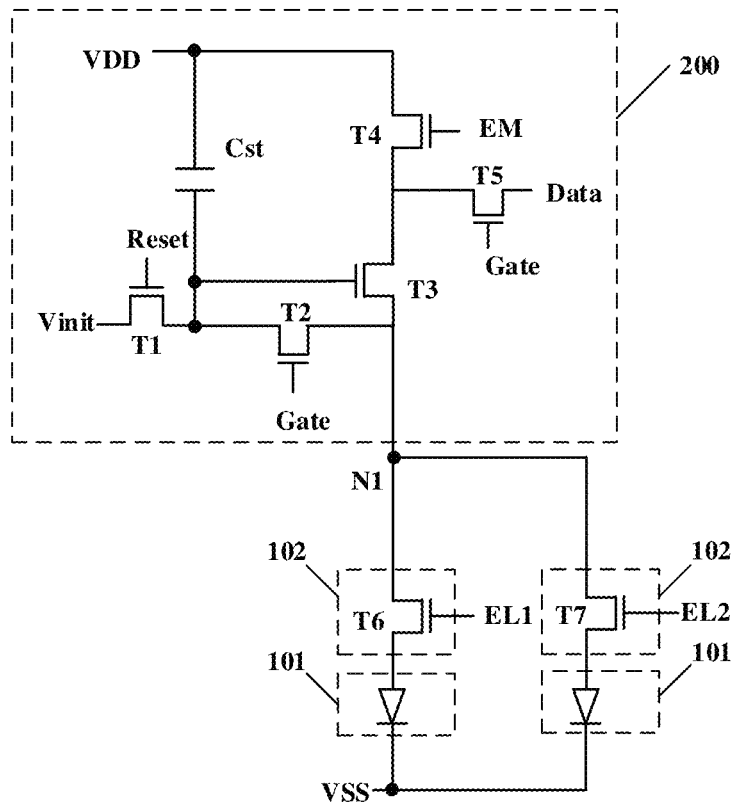 VDD
200
T4
EM
Cst
T5
Data
Reset
Gate
T3
Vinit
T1
T2
Gate
N1
102
102
T6
EL1
T7
EL2
101
101
VSS